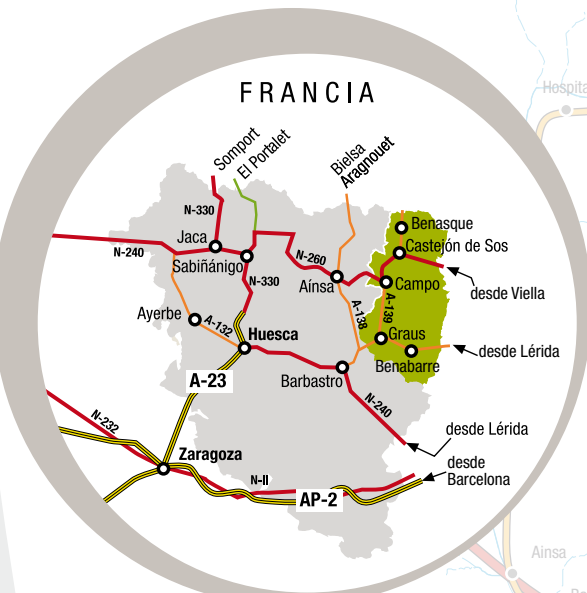 FRANCIA
Hospita
Somport
El Portalet
Bielsa
Aragnouet
N-330
Benasque
Jaca
Castejón de Sos
N-240
Sabiñánigo
N-260
N-330
Aínsa
Campo
desde Viella
A-138
A-139
Ayerbe
A-132
Huesca
Graus
desde Lérida
Benabarre
A-23
Barbastro
N-240
N-232
desde Lérida
Zaragoza
desde
Barcelona
N-II
AP-2
Ainsa